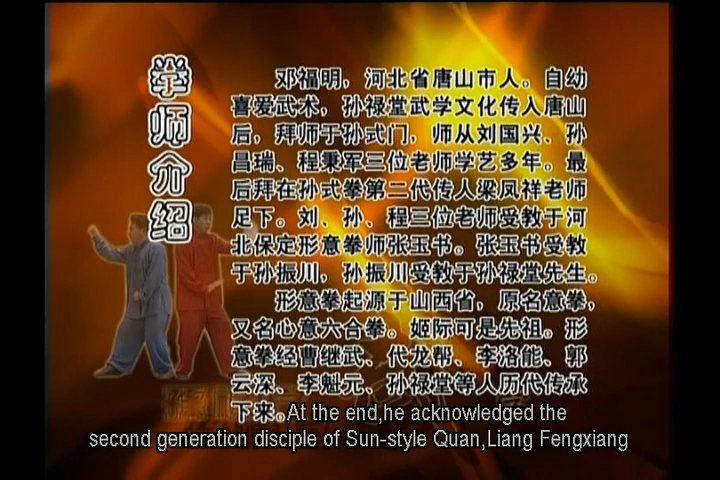 拳师介绍
邓福明，河北省唐山市人。自幼
喜爱武术，孙禄堂武学文化传入唐山
后，拜师于孙式门，师从刘国兴、孙
昌瑞、程秉军三位老师学艺多年。最
后拜在孙式拳第二代传人梁凤祥老师
足下。刘、孙、程三位老师受教于河
北保定形意拳师张玉书。张玉书受教
于孙振川，孙振川受教于孙禄堂先生。
形意拳起源于山西省，原名意拳，
又名心意六合拳。姬际可是先祖。形
意拳经曹继武、代龙帮、李洛能、郭
云深、李魁元、孙禄堂等人历代传承
下来。
At the end,he acknowledged the
second generation disciple of Sun-style Quan,Liang Fengxiang